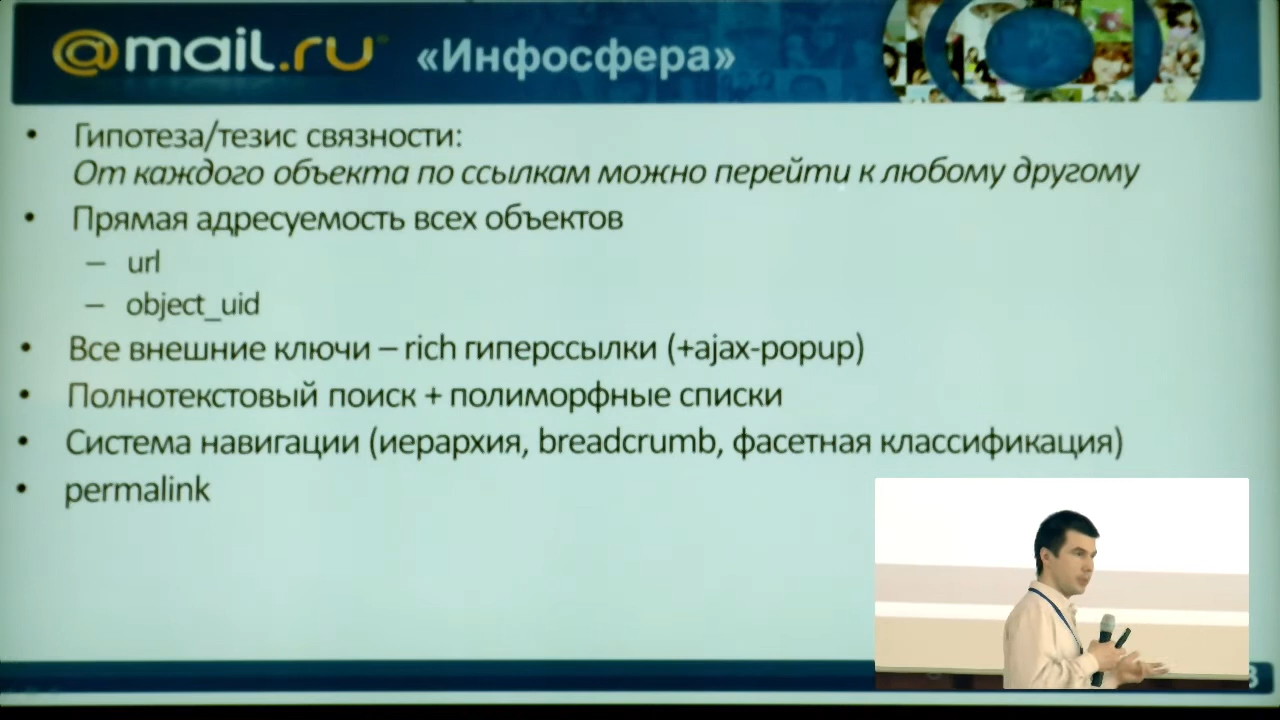 @mail.ru «Инфосфера»
• Гипотеза/тезис связности:
От каждого объекта по ссылкам можно перейти к любому другому
• Прямая адресуемость всех объектов
– url
– object_uid
• Все внешние ключи – rich гиперссылки (+ajax-popup)
• Полнотекстовый поиск + полиморфные списки
• Система навигации (иерархия, breadcrumb, фасетная классификация)
• permalink